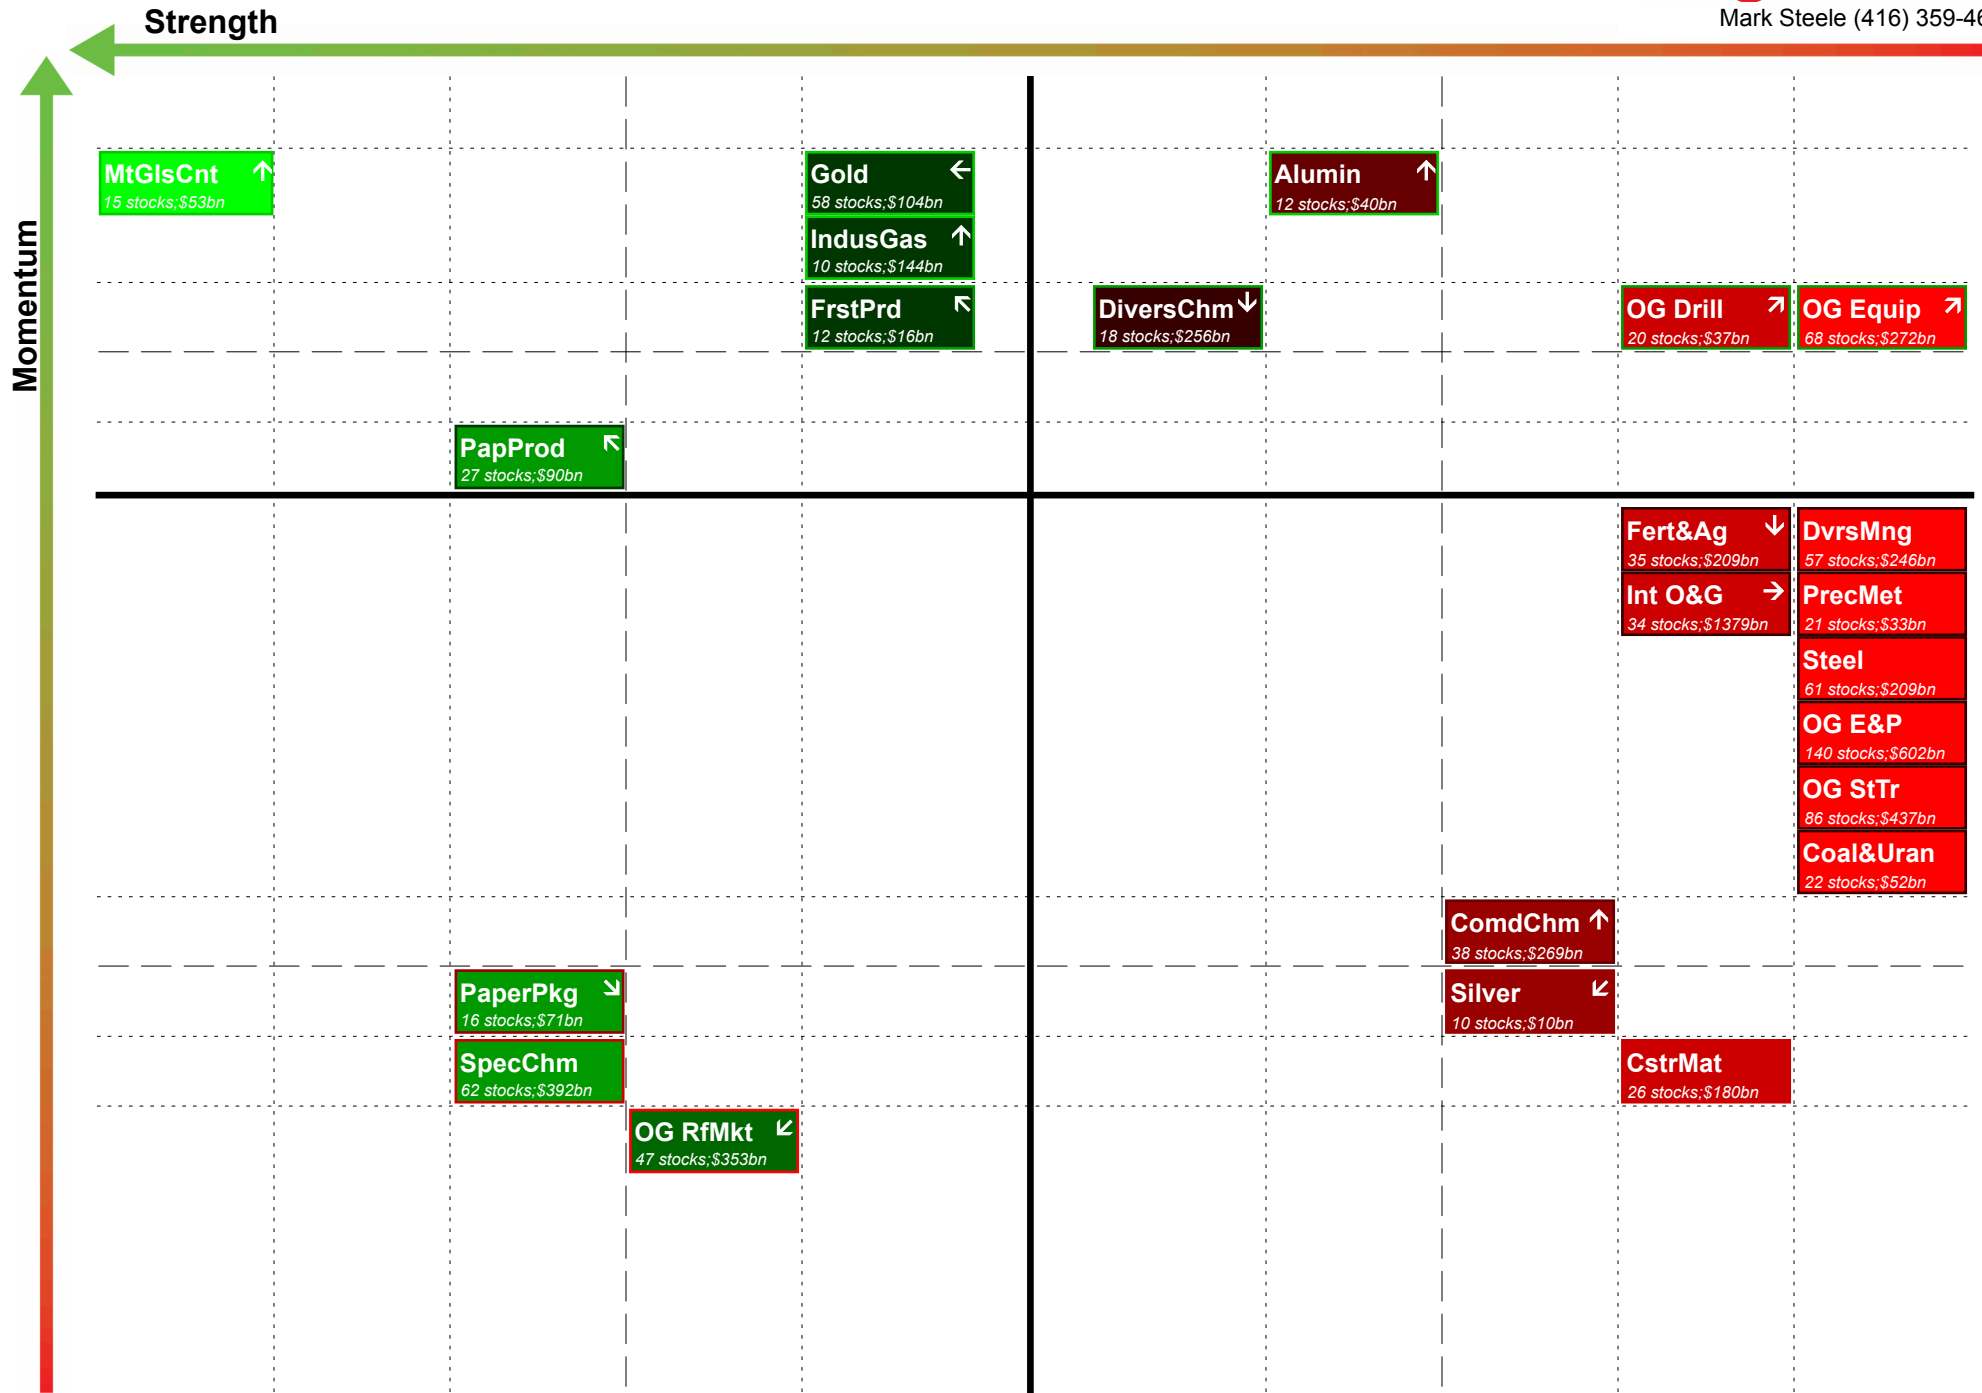 Strength
Mark Steele (416) 359-46
Momentum
MtGlsCnt
15 stocks;$53bn
Gold
58 stocks;$104bn
Alumin
12 stocks;$40bn
IndusGas
10 stocks;$144bn
FrstPrd
12 stocks;$16bn
DiversChm
18 stocks;$256bn
OG Drill
20 stocks;$37bn
OG Equip
68 stocks;$272bn
PapProd
27 stocks;$90bn
Fert&Ag
35 stocks;$209bn
DvrsMng
57 stocks;$246bn
Int O&G
34 stocks;$1379bn
PrecMet
21 stocks;$33bn
Steel
61 stocks;$209bn
OG E&P
140 stocks;$602bn
OG StTr
86 stocks;$437bn
Coal&Uran
22 stocks;$52bn
ComdChm
38 stocks;$269bn
PaperPkg
16 stocks;$71bn
Silver
10 stocks;$10bn
SpecChm
62 stocks;$392bn
CstrMat
26 stocks;$180bn
OG RfMkt
47 stocks;$353bn